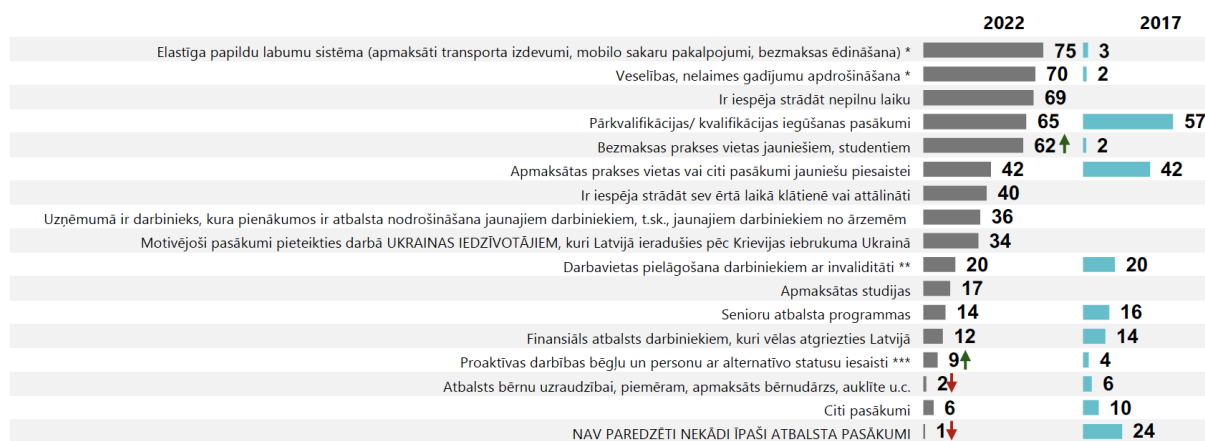 2022 2017
Elastīga papildu labumu sistēma (apmaksāti transporta izdevumi, mobilo sakaru pakalpojumi, bezmaksas ēdināšana) * 75 3
Veselības, nelaimes gadījumu apdrošināšana * 70 2
Ir iespēja strādāt nepilnu laiku 69
Pārkvalifikācijas/ kvalifikācijas iegūšanas pasākumi 65 57
Bezmaksas prakses vietas jauniešiem, studentiem 62 2
Apmaksātas prakses vietas vai citi pasākumi jauniešu piesaistei 42 42
Ir iespēja strādāt sev ērtā laikā klātienē vai attālināti 40
Uzņēmumā ir darbinieks, kura pienākumos ir atbalsta nodrošināšana jaunajiem darbiniekiem, t.sk., jaunajiem darbiniekiem no ārzemēm 36
Motivējoši pasākumi pieteikties darbā UKRAINAS IEDZĪVOTĀJIEM, kuri Latvijā ieradušies pēc Krievijas iebrukuma Ukrainā 34
Darbavietas pielāgošana darbiniekiem ar invaliditāti ** 20 20
Apmaksātas studijas 17
Senioru atbalsta programmas 14 16
Finansiāls atbalsts darbiniekiem, kuri vēlas atgriezties Latvijā 12 14
Proaktīvas darbības bēgļu un personu ar alternatīvo statusu iesaisti *** 9 4
Atbalsts bērnu uzraudzībai, piemēram, apmaksāts bērnudārzs, auklīte u.c. 2 6
Citi pasākumi 6 10
NAV PAREDZĒTI NEKĀDI ĪPAŠI ATBALSTA PASĀKUMI 1 24